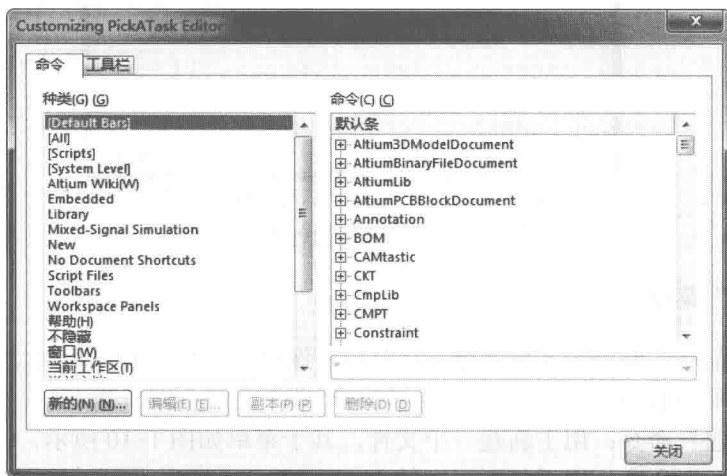 Customizing PickATask Editor
命令 工具栏
种类(G) (G)
[Default Bars]
[All]
[Scripts]
[System Level]
Altium Wiki(W)
Embedded
Library
Mixed-Signal Simulation
New
No Document Shortcuts
Script Files
Toolbars
Workspace Panels
帮助(H)
不隐藏
窗口(W)
当前工作区(T)
命令(C) (C)
默认条
Altium3DModelDocument
AltiumBinaryFileDocument
AltiumLib
AltiumPCBBlockDocument
Annotation
BOM
CAMtastic
CKT
CmpLib
CMPT
Constraint
新的(N) (N)... 编辑(E) (E)... 副本(P) (P) 删除(D) (D)
关闭